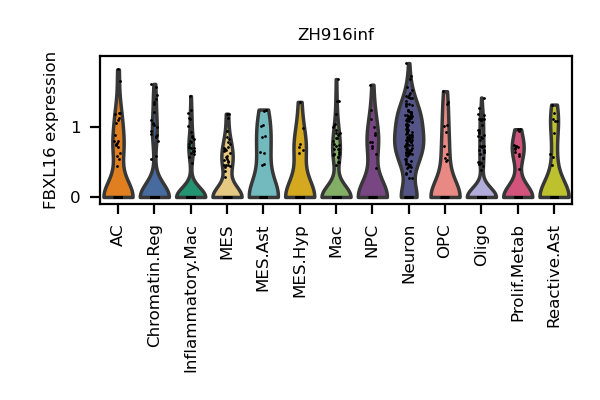 ZH916inf
FBXL16 expression
1
0
AC
Chromatin.Reg
Inflammatory.Mac
MES
MES.Ast
MES.Hyp
Mac
NPC
Neuron
OPC
Oligo
Prolif.Metab
Reactive.Ast